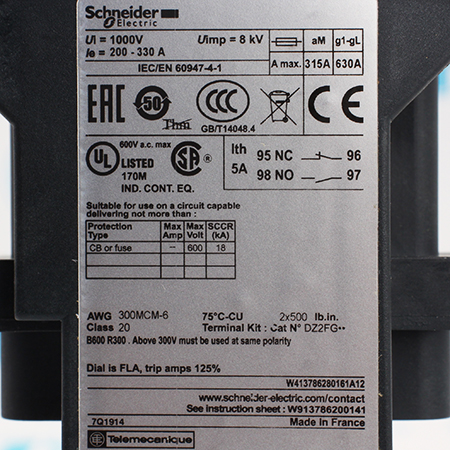 Schneider
Electric
Ui = 1000V Uimp = 8 kV aM g1-gL
Ie = 200 - 330 A A max. 315A 630A
IEC/EN 60947-4-1
EAC 50 CCC CE
GB/T14048.4
600V a.c. max
UL LISTED SA
170M
IND. CONT. EQ.
Ith 95 NC 96
5A 98 NO 97
Suitable for use on a circuit capable
delivering not more than :
Protection Type Max Amp Max Volt SCCR (kA)
CB or fuse -- 600 18
AWG 300MCM-6 75°C-CU 2x500 lb.in.
Class 20 Terminal Kit : Cat N° DZ2FG••
B600 R300 . Above 300V must be used at same polarity
Dial is FLA, trip amps 125%
W413786280161A12
www.schneider-electric.com/contact
See instruction sheet : W913786200141
7Q1914 Made in France
Telemecanique